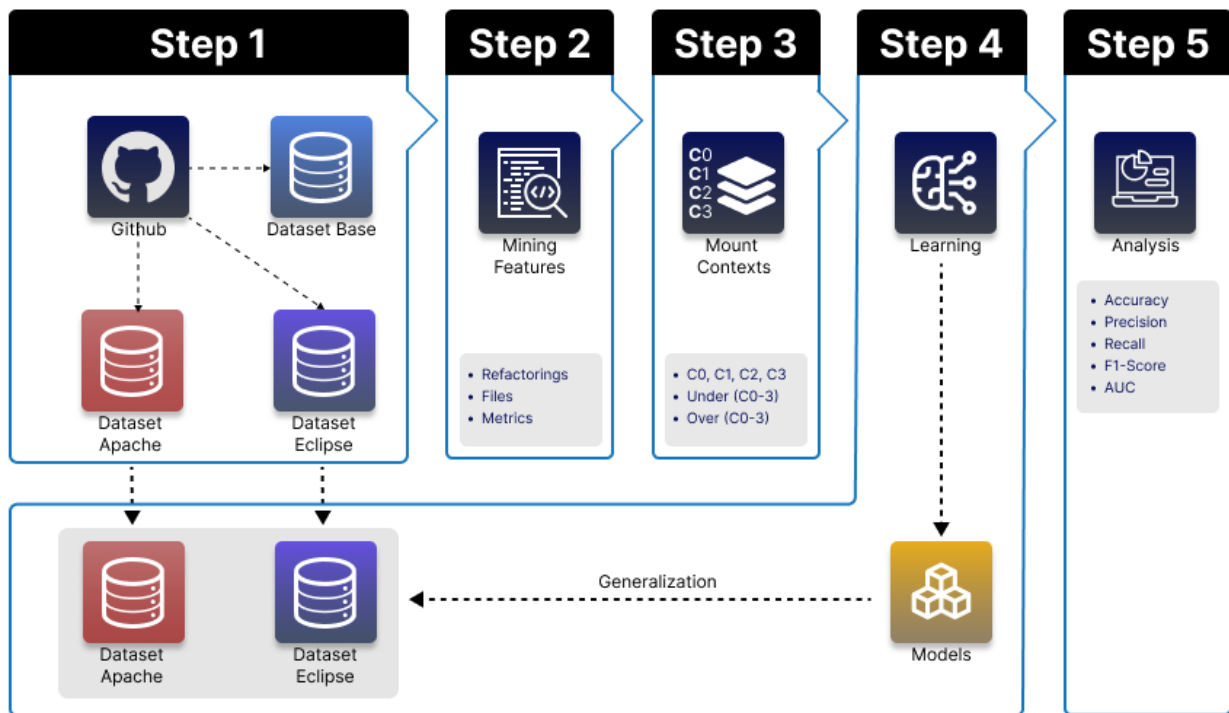 Step 1
Step 2
Step 3
Step 4
Step 5
Github
Dataset Base
Dataset
Apache
Dataset
Eclipse
Mining
Features
• Refactorings
• Files
• Metrics
C0
C1
C2
C3
Mount
Contexts
• C0, C1, C2, C3
• Under (C0-3)
• Over (C0-3)
Learning
Analysis
• Accuracy
• Precision
• Recall
• F1-Score
• AUC
Dataset
Apache
Dataset
Eclipse
Generalization
Models